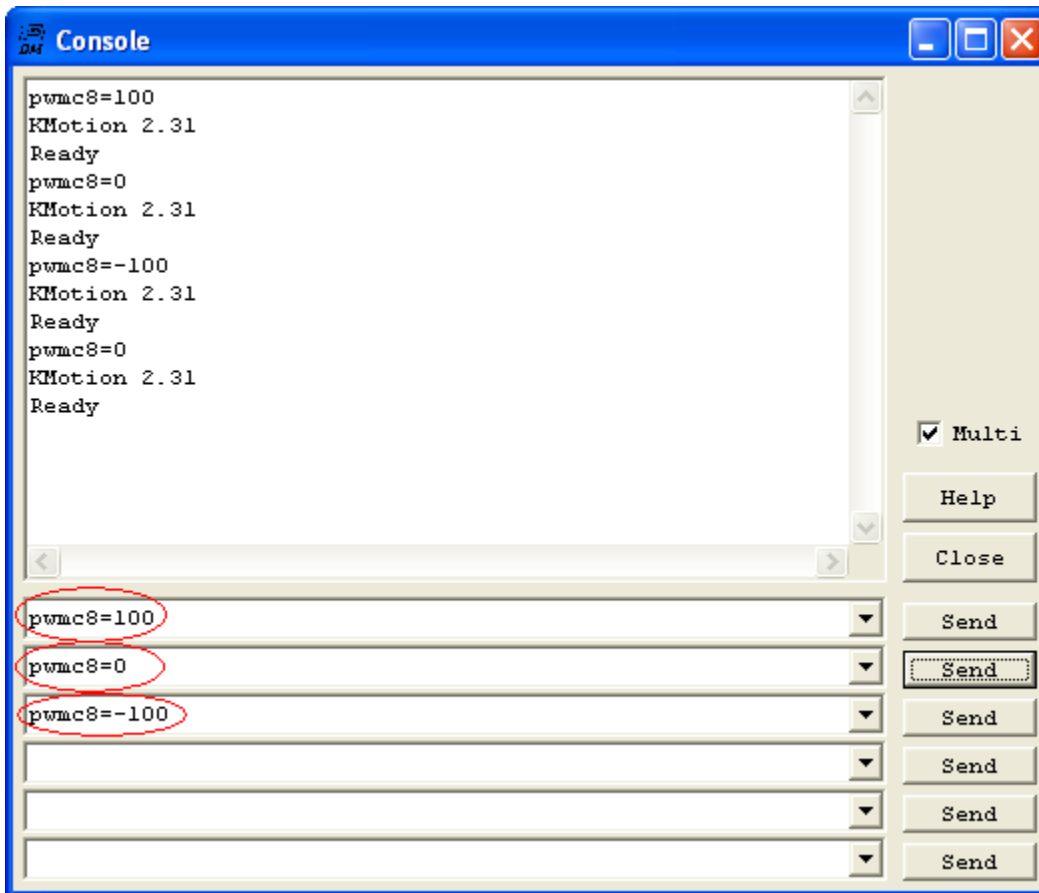 Console
pwmc8=100
KMotion 2.31
Ready
pwmc8=0
KMotion 2.31
Ready
pwmc8=-100
KMotion 2.31
Ready
pwmc8=0
KMotion 2.31
Ready
Multi
Help
Close
pwmc8=100
Send
pwmc8=0
Send
pwmc8=-100
Send
Send
Send
Send